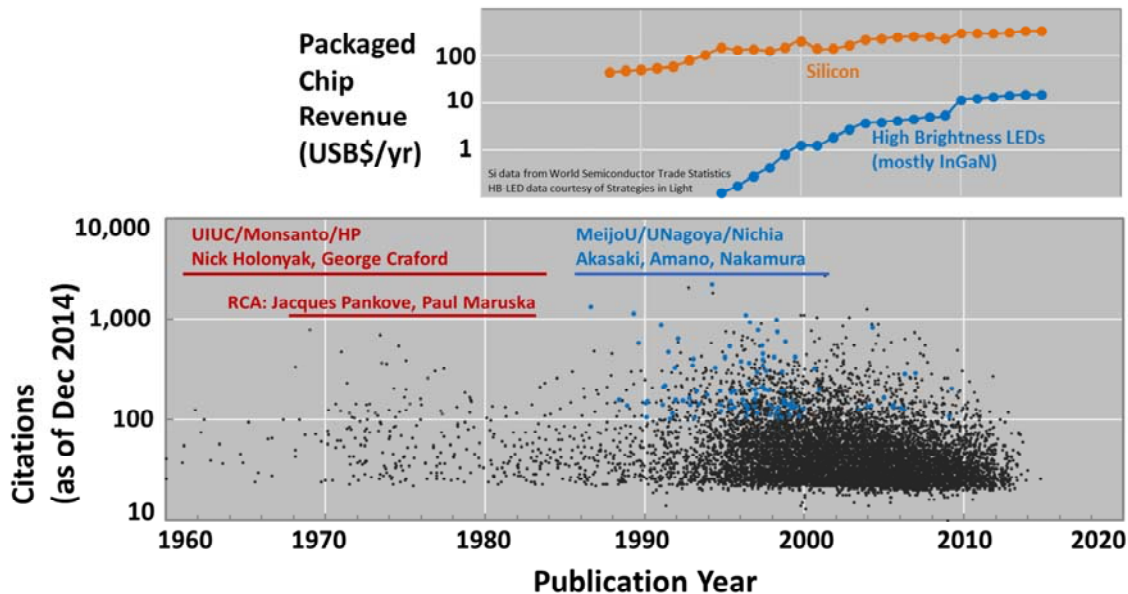 Packaged
Chip
Revenue
(USB$/yr)
100
10
1
Silicon
High Brightness LEDs
(mostly InGaN)
Si data from World Semiconductor Trade Statistics
HB-LED data courtesy of Strategies in Light
Citations
(as of Dec 2014)
10,000
1,000
100
10
UIUC/Monsanto/HP
Nick Holonyak, George Craford
RCA: Jacques Pankove, Paul Maruska
MeijoU/UNagoya/Nichia
Akasaki, Amano, Nakamura
1960 1970 1980 1990 2000 2010 2020
Publication Year